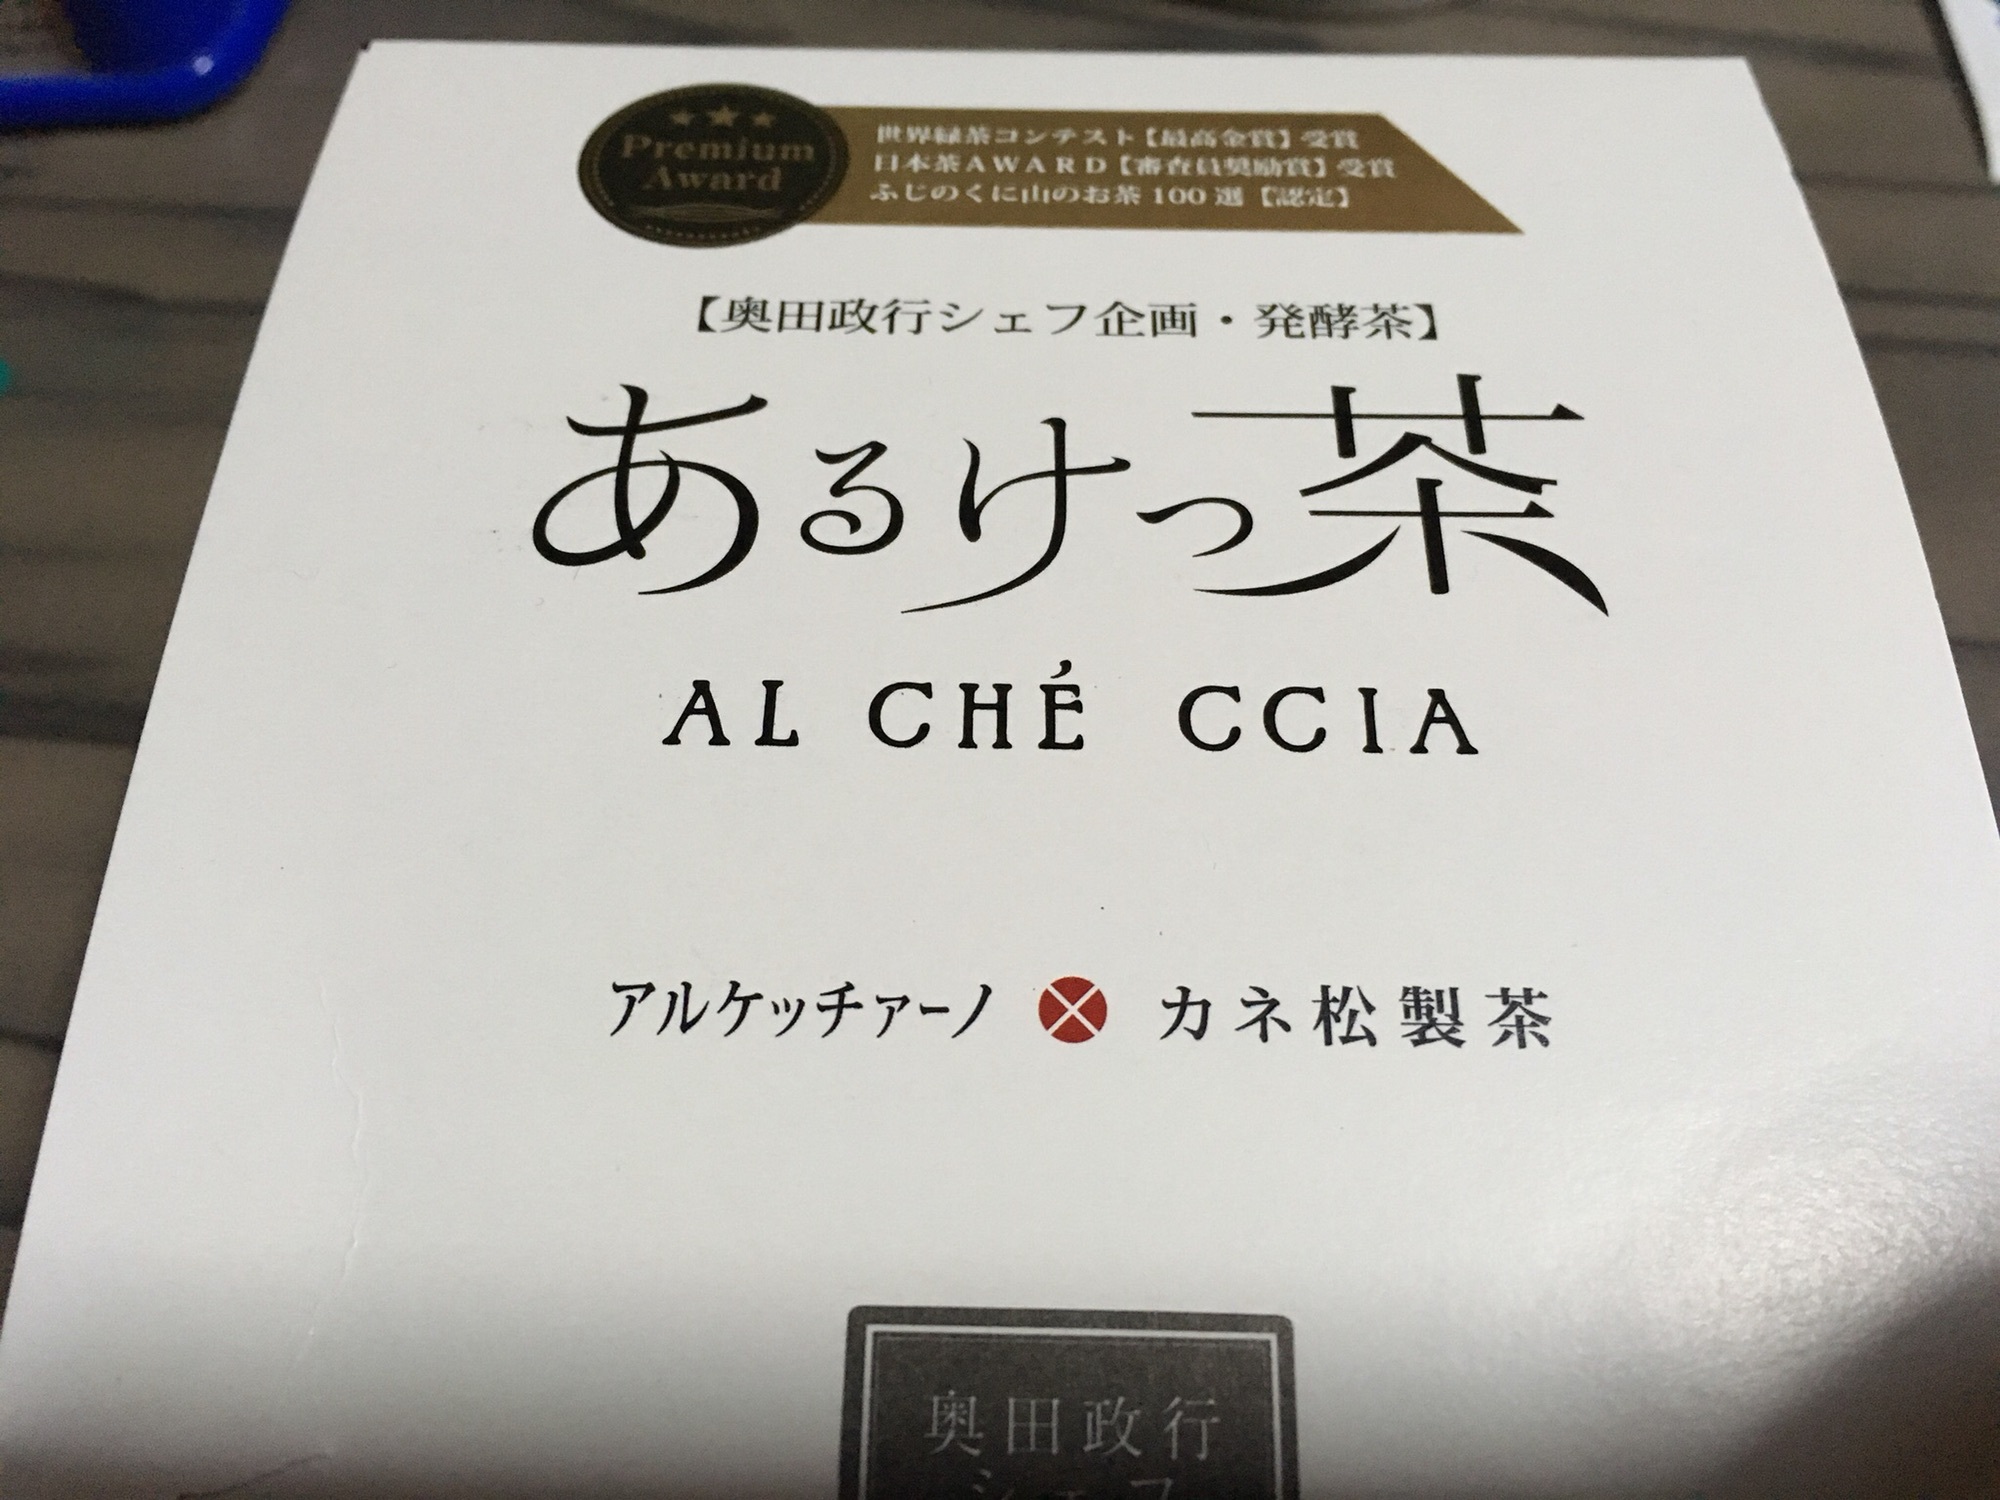 Premium
Award
世界緑茶コンテスト【最高金賞】受賞
日本茶AWARD【審査員奨励賞】受賞
ふじのくに山のお茶100選【認定】
【奥田政行シェフ企画・発酵茶】
あるけっ茶
AL CHÉ CCIA
アルケッチァーノ
カネ松製茶
奥田政行
シェフ